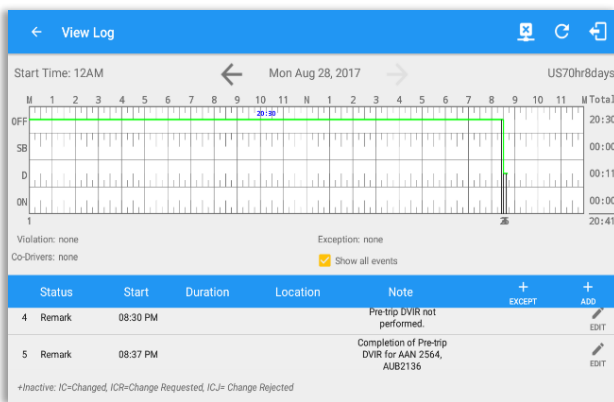 View Log
Start Time: 12AM Mon Aug 28, 2017 US70hr8days
M 1 2 3 4 5 6 7 8 9 10 11 N 1 2 3 4 5 6 7 8 9 10 11 M Total
20:30
OFF 20:30
SB 00:00
D 00:11
ON 00:00
1 20:41
Violation: none Exception: none
Co-Drivers: none Show all events
Status Start Duration Location Note + EXCEPT + ADD
4 Remark 08:30 PM Pre-trip DVIR not
performed. EDIT
5 Remark 08:37 PM Completion of Pre-trip
DVIR for AAN 2564,
AUB2136 EDIT
+Inactive: IC=Changed, ICR=Change Requested, ICJ= Change Rejected